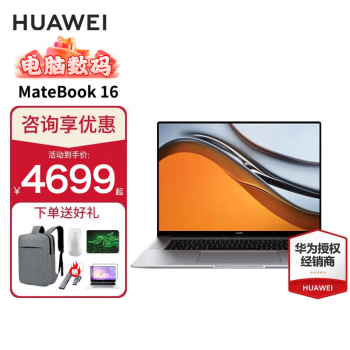 HUAWEI
电脑数码
MateBook 16
咨询享优惠
活动到手价:
¥4699起
下单送好礼
华为授权
经销商
HUAWEI